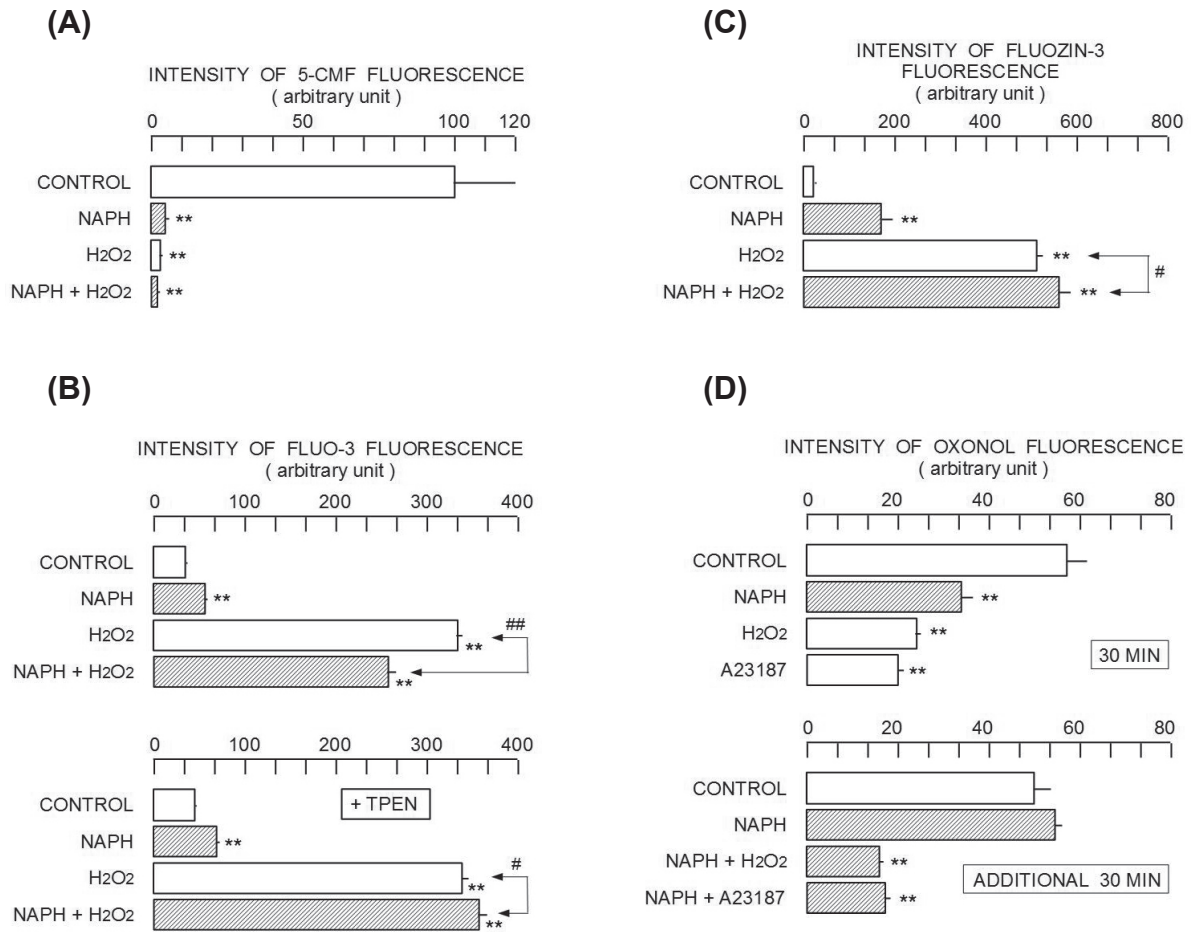 (A)
INTENSITY OF 5-CMF FLUORESCENCE
( arbitrary unit )
0 50 100 120
CONTROL
NAPH **
H2O2 **
NAPH + H2O2 **
(B)
INTENSITY OF FLUO-3 FLUORESCENCE
( arbitrary unit )
0 100 200 300 400
CONTROL
NAPH **
H2O2 ** ##
NAPH + H2O2 **
0 100 200 300 400
CONTROL + TPEN
NAPH **
H2O2 ** #
NAPH + H2O2 **
(C)
INTENSITY OF FLUOZIN-3
FLUORESCENCE
( arbitrary unit )
0 200 400 600 800
CONTROL
NAPH **
H2O2 ** #
NAPH + H2O2 **
(D)
INTENSITY OF OXONOL FLUORESCENCE
( arbitrary unit )
0 20 40 60 80
CONTROL
NAPH **
H2O2 **
30 MIN
A23187 **
0 20 40 60 80
CONTROL
NAPH
NAPH + H2O2 **
ADDITIONAL 30 MIN
NAPH + A23187 **